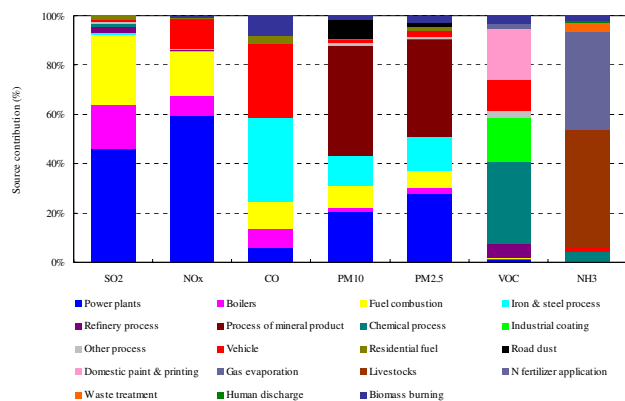 Source contribution (%)
100%
80%
60%
40%
20%
0%
SO2 NOx CO PM10 PM2.5 VOC NH3
Power plants Boilers Fuel combustion Iron & steel process
Refinery process Process of mineral product Chemical process Industrial coating
Other process Vehicle Residential fuel Road dust
Domestic paint & printing Gas evaporation Livestocks N fertilizer application
Waste treatment Human discharge Biomass burning